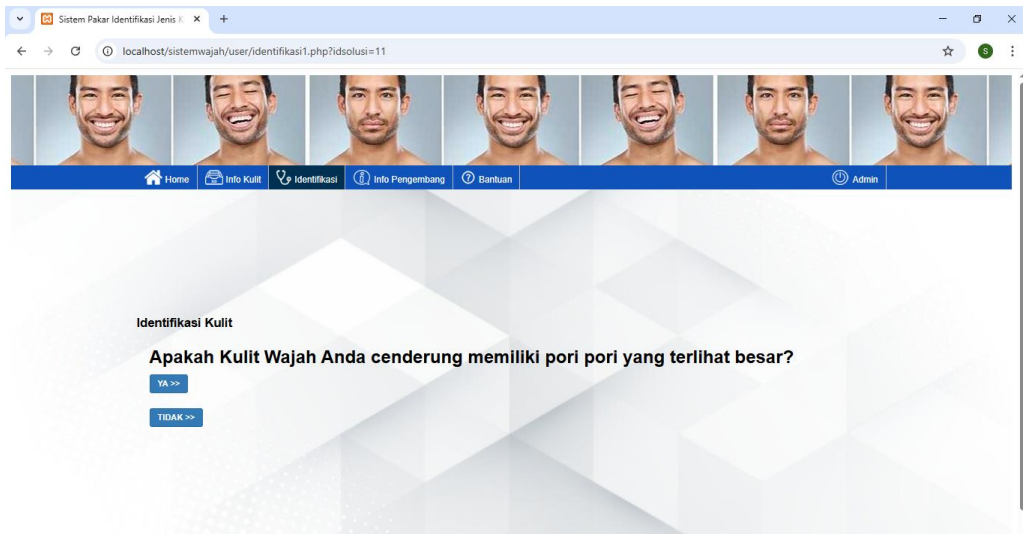 Sistem Pakar Identifikasi Jenis K
localhost/sistemwajah/user/identifikasi1.php?idsolusi=11
S
Home Info Kulit Identifikasi Info Pengembang Bantuan Admin
Identifikasi Kulit
Apakah Kulit Wajah Anda cenderung memiliki pori pori yang terlihat besar?
YA >>
TIDAK >>